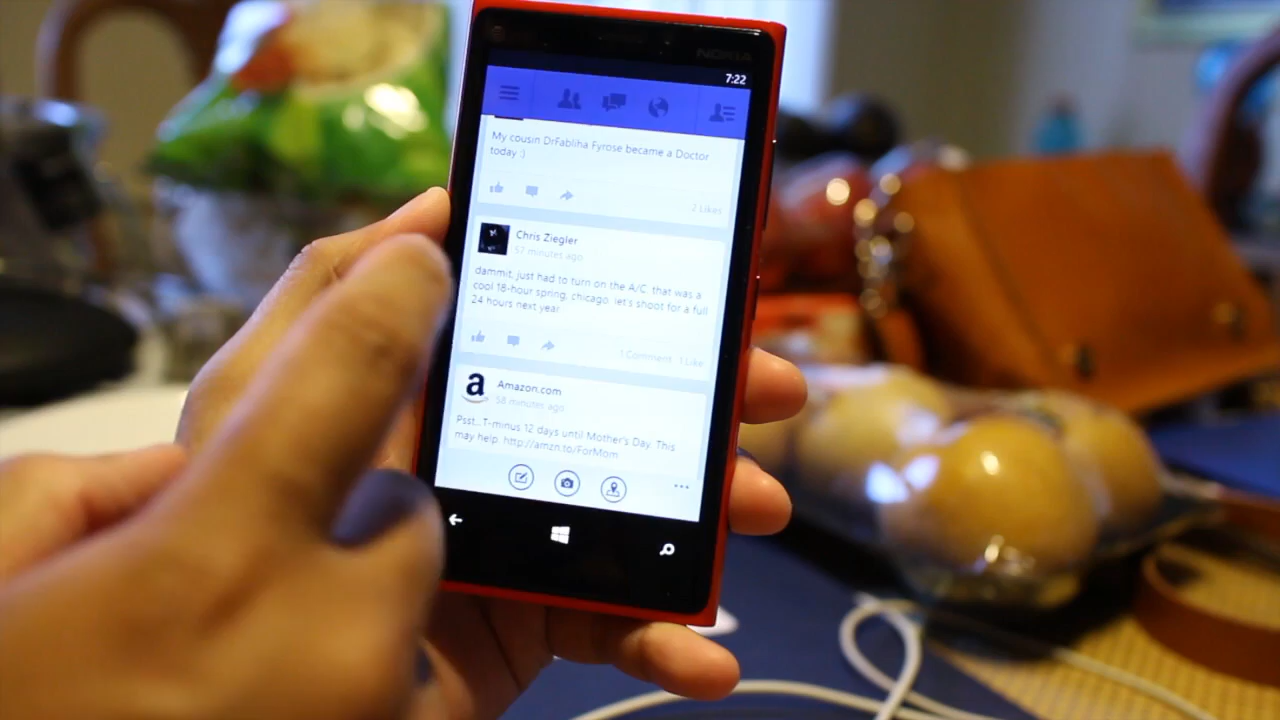 NOKIA
7:22
My cousin DrFabliha Fyrose became a Doctor
today :)
2 Likes
Chris Ziegler
57 minutes ago
dammit, just had to turn on the A/C. that was a
cool 18-hour spring, chicago. let's shoot for a full
24 hours next year
1 Comment 1 Like
a
Amazon.com
58 minutes ago
Psst...T-minus 12 days until Mother's Day. This
may help: http://amzn.to/ForMom